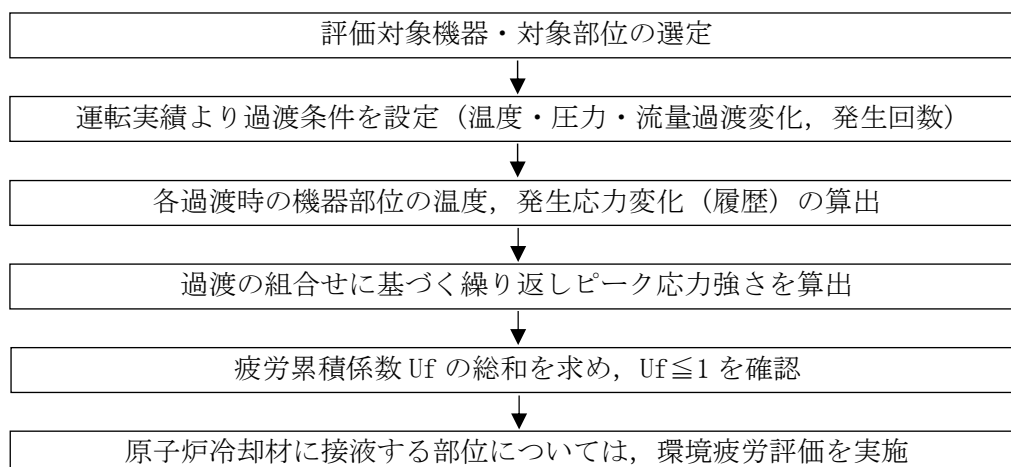 評価対象機器・対象部位の選定
運転実績より過渡条件を設定(温度・圧力・流量過渡変化,発生回数)
各過渡時の機器部位の温度,発生応力変化(履歴)の算出
過渡の組合せに基づく繰り返しピーク応力強さを算出
疲労累積係数 Uf の総和を求め,Uf≦1 を確認
原子炉冷却材に接液する部位については,環境疲労評価を実施